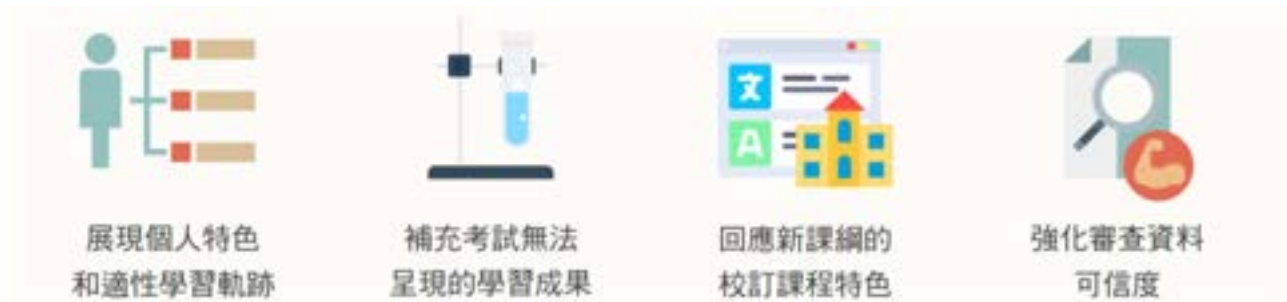 展現個人特色
和適性學習軌跡
補充考試無法
呈現的學習成果
回應新課綱的
校訂課程特色
強化審查資料
可信度
文
A